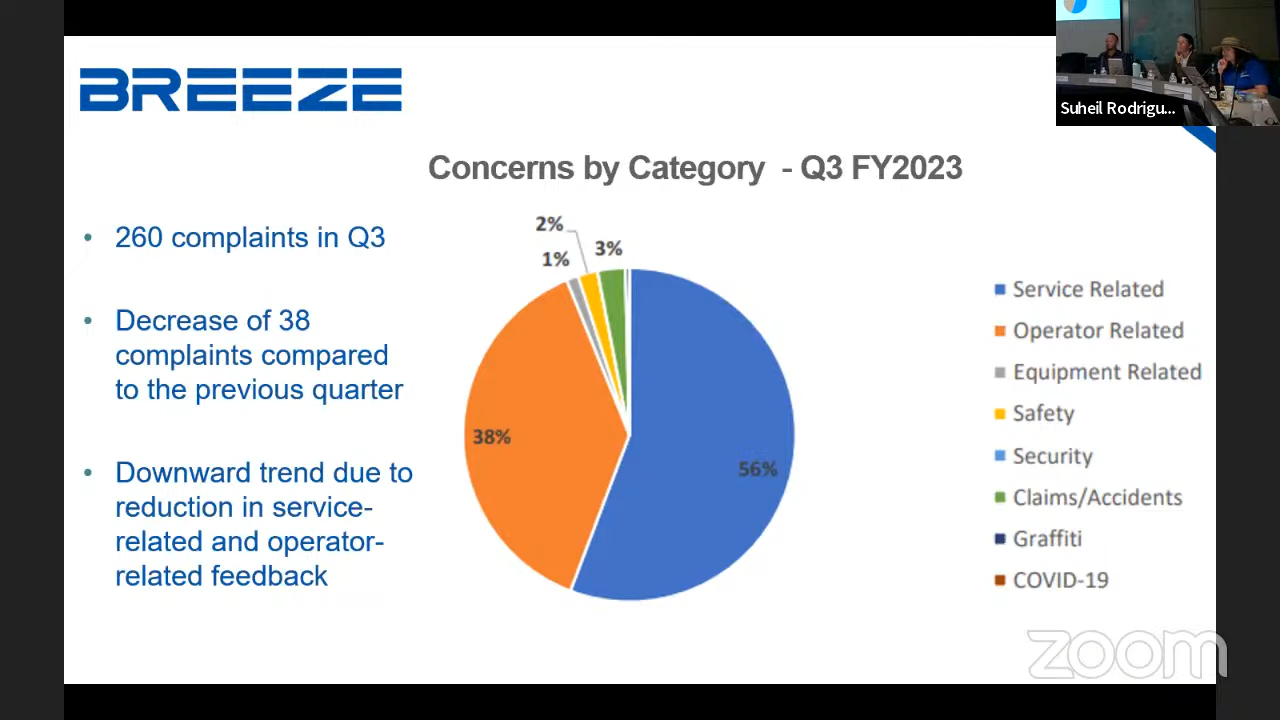 BREEZE
Suheil Rodrigu...
Concerns by Category - Q3 FY2023
• 260 complaints in Q3
• Decrease of 38
complaints compared
to the previous quarter
• Downward trend due to
reduction in service-
related and operator-
related feedback
2%
3%
1%
38%
56%
Service Related
Operator Related
Equipment Related
Safety
Security
Claims/Accidents
Graffiti
COVID-19
zoom